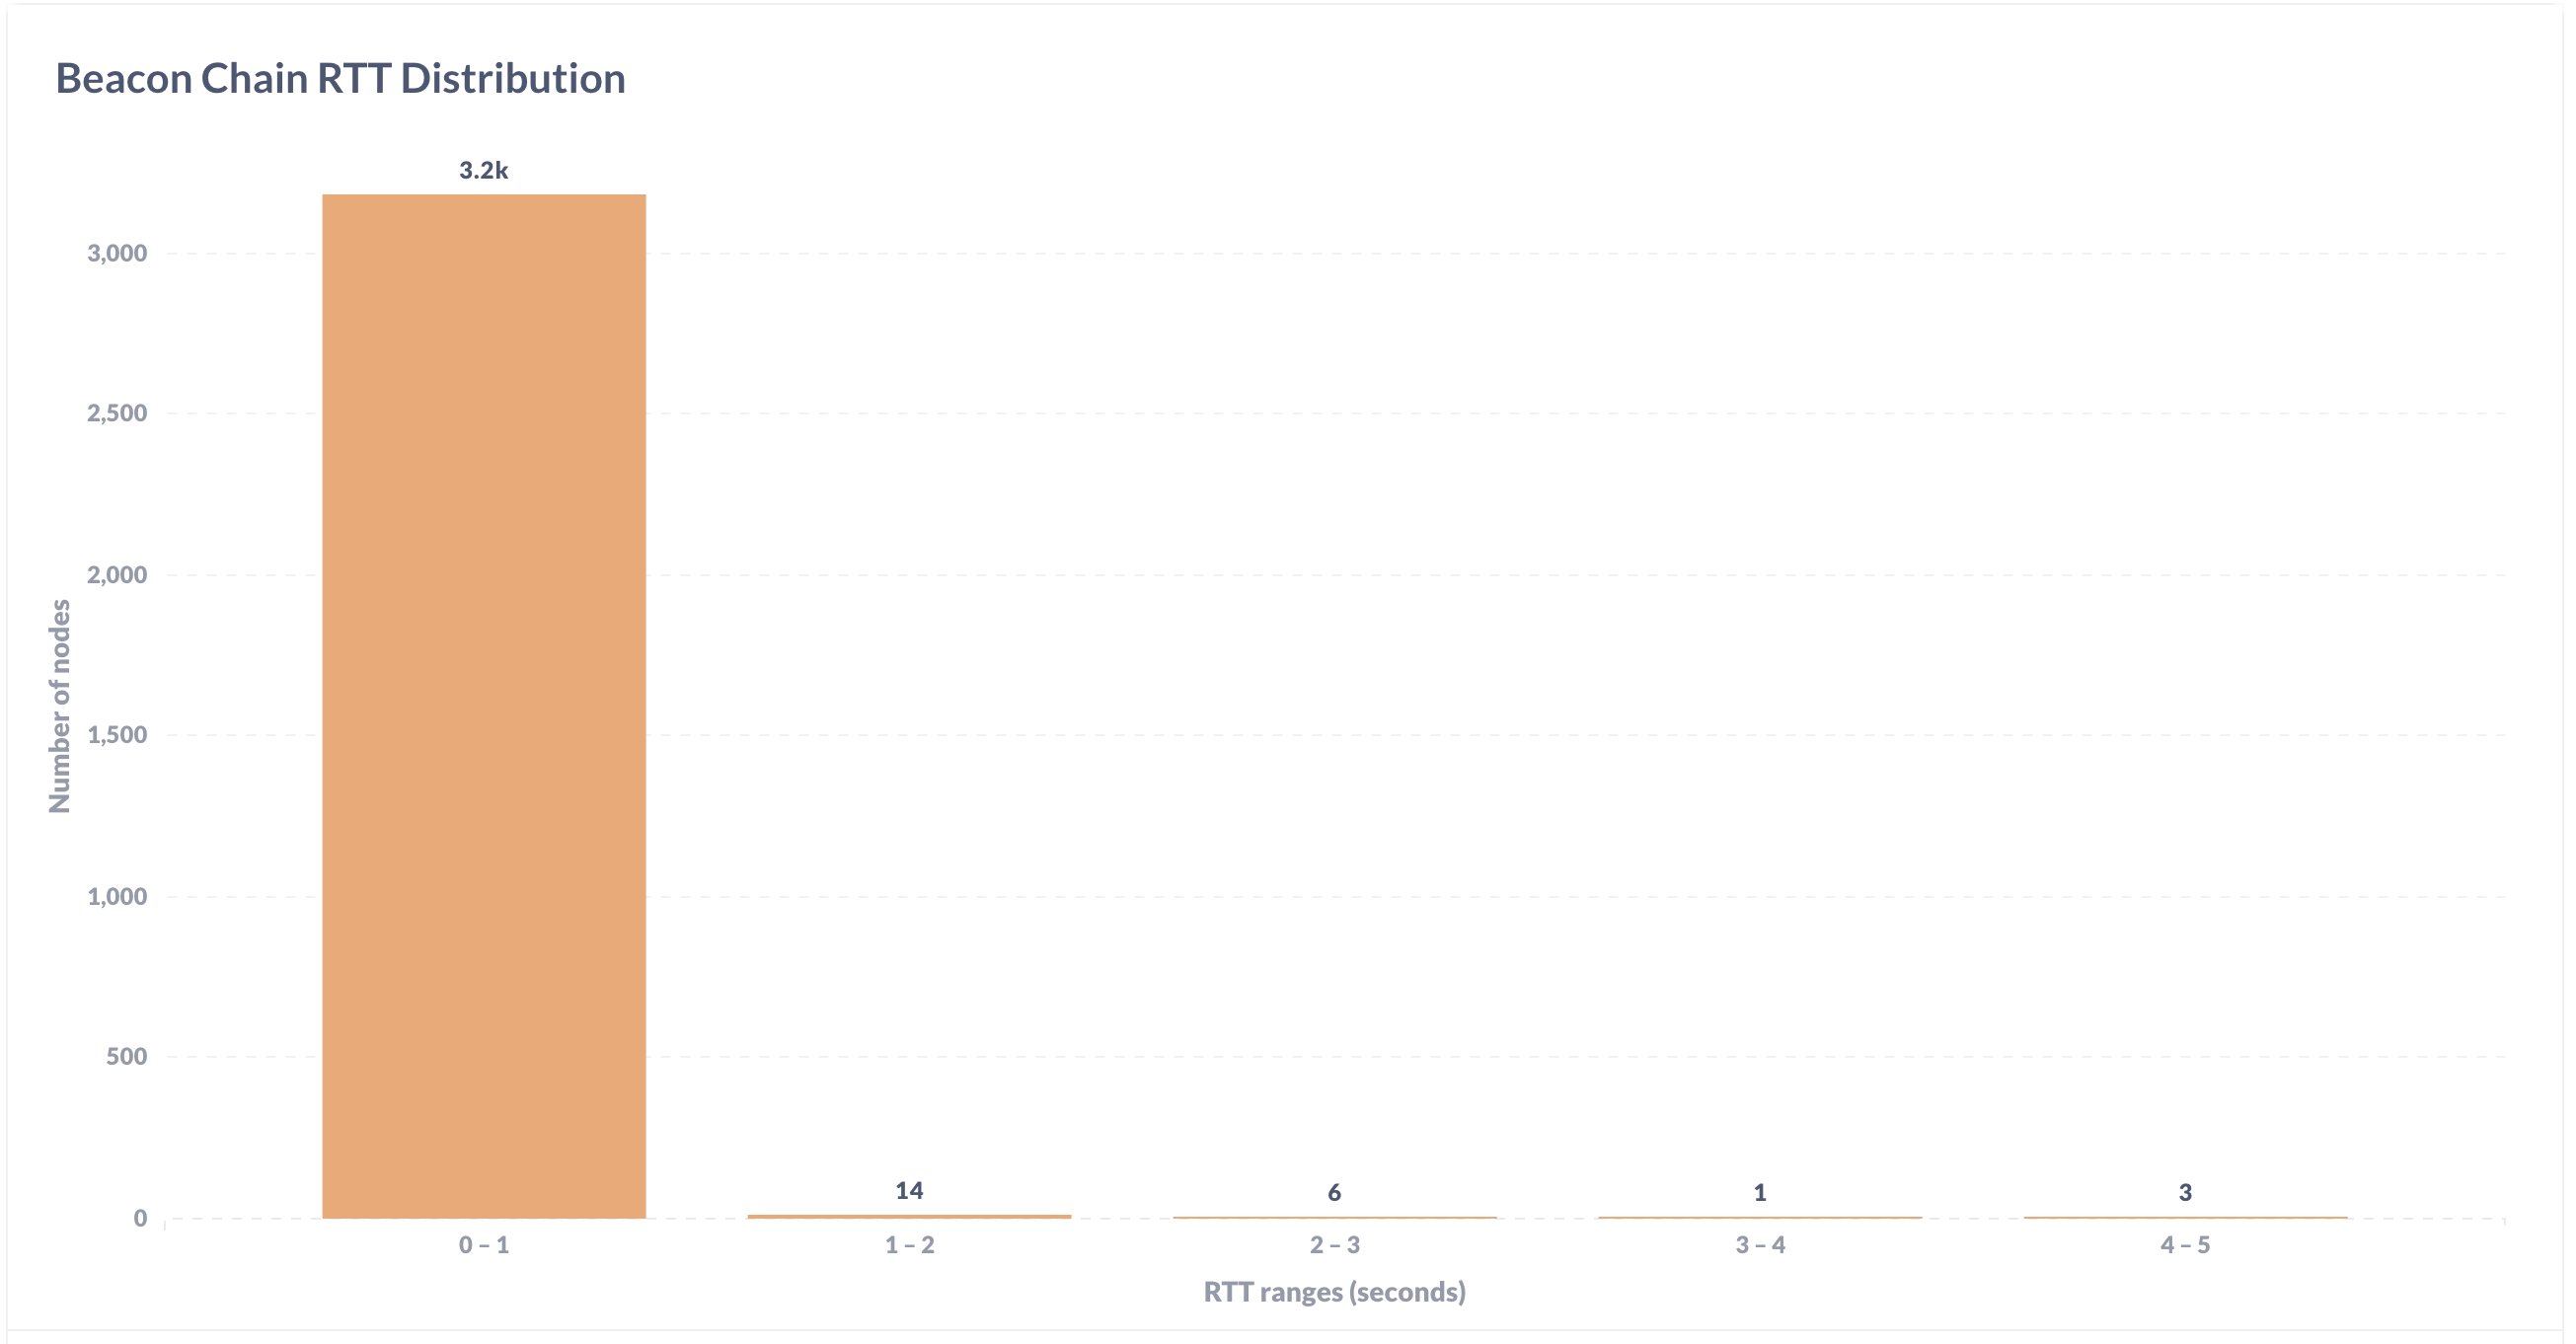 Beacon Chain RTT Distribution
3.2k
3,000
2,500
2,000
1,500
1,000
500
0
Number of nodes
14
6
1
3
0 – 1
1 – 2
2 – 3
3 – 4
4 – 5
RTT ranges (seconds)